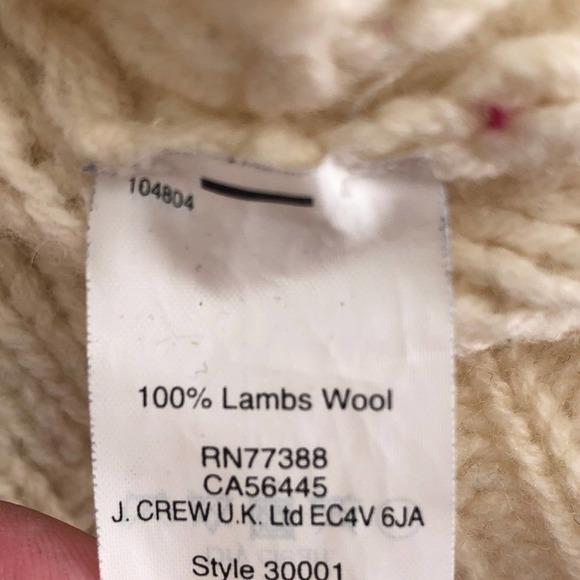 104804
100% Lambs Wool
RN77388
CA56445
J. CREW U.K. Ltd EC4V 6JA
Style 30001